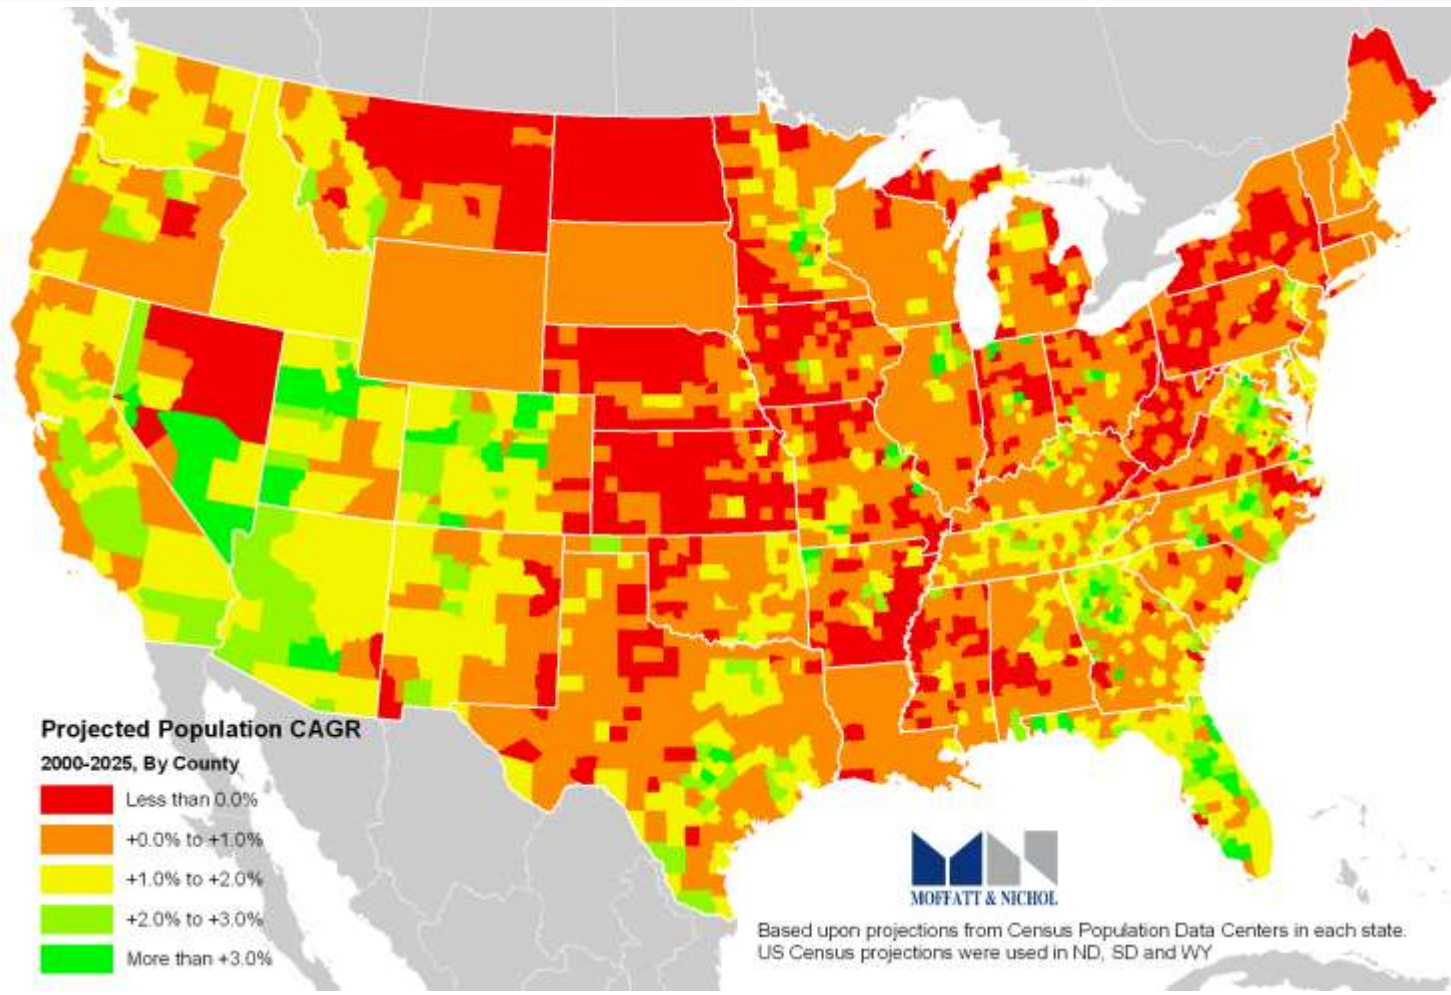 Projected Population CAGR
2000-2025, By County
Less than 0.0%
+0.0% to +1.0%
+1.0% to +2.0%
+2.0% to +3.0%
More than +3.0%
MOFFATT & NICHOL
Based upon projections from Census Population Data Centers in each state.
US Census projections were used in ND, SD and WY